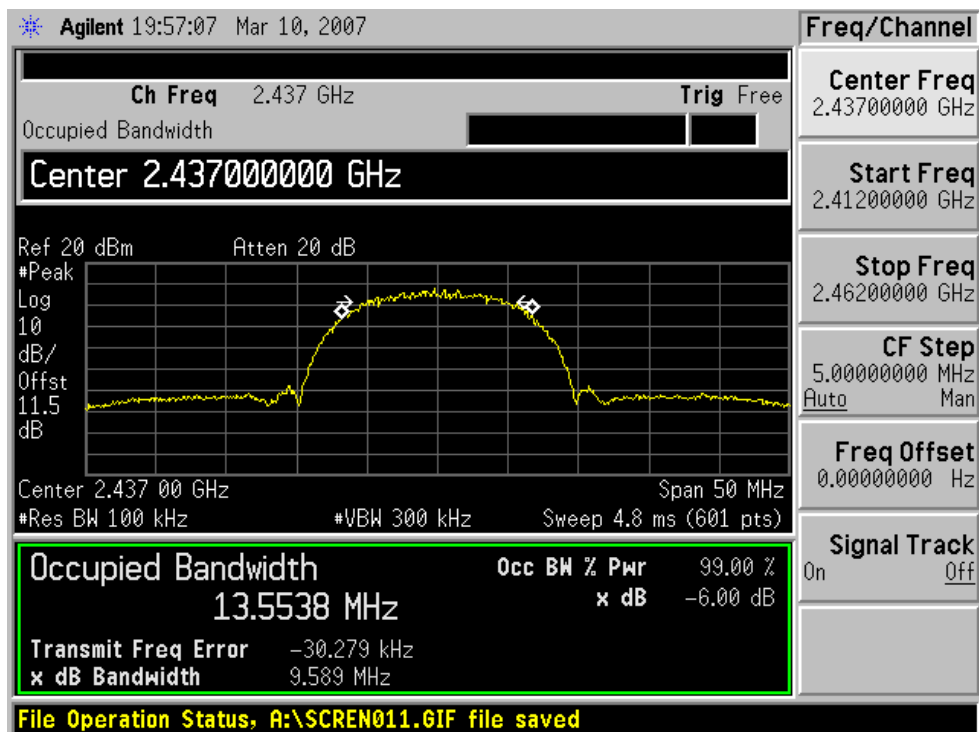 Agilent 19:57:07 Mar 10, 2007
Freq/Channel
Ch Freq 2.437 GHz Trig Free
Occupied Bandwidth
Center 2.437000000 GHz
Ref 20 dBm Atten 20 dB
#Peak
Log
10
dB/
Offst
11.5
dB
Center 2.437 00 GHz Span 50 MHz
#Res BW 100 kHz #VBW 300 kHz Sweep 4.8 ms (601 pts)
Occupied Bandwidth
13.5538 MHz
Occ BW % Pwr 99.00 %
x dB -6.00 dB
Transmit Freq Error -30.279 kHz
x dB Bandwidth 9.589 MHz
Center Freq
2.43700000 GHz
Start Freq
2.41200000 GHz
Stop Freq
2.46200000 GHz
CF Step
5.00000000 MHz
Auto Man
Freq Offset
0.00000000 Hz
Signal Track
On Off
File Operation Status, A:\SCREN011.GIF file saved